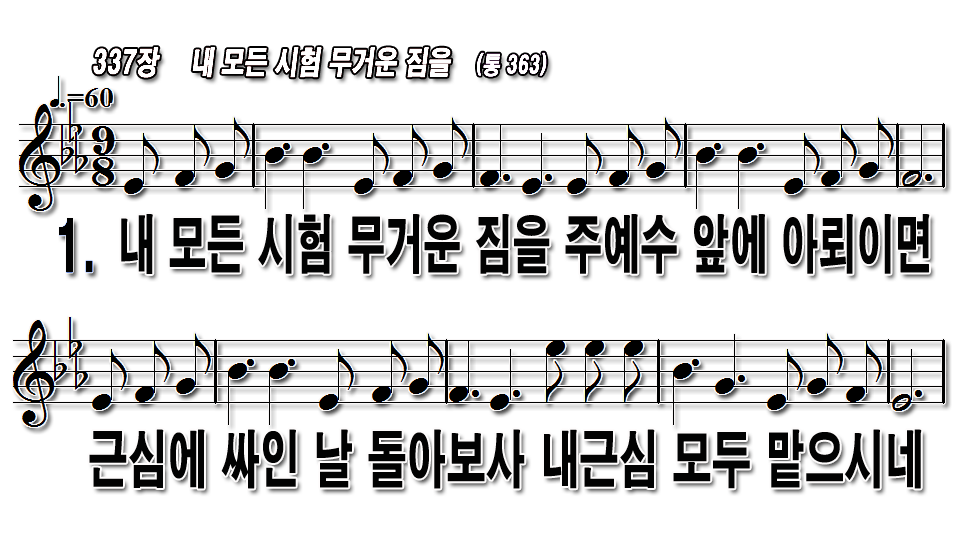 337장 내 모든 시험 무거운 짐을 (통 363)
♩.=60
9
8
1. 내 모든 시험 무거운 짐을 주예수 앞에 아뢰이면
근심에 싸인 날 돌아보사 내근심 모두 맡으시네